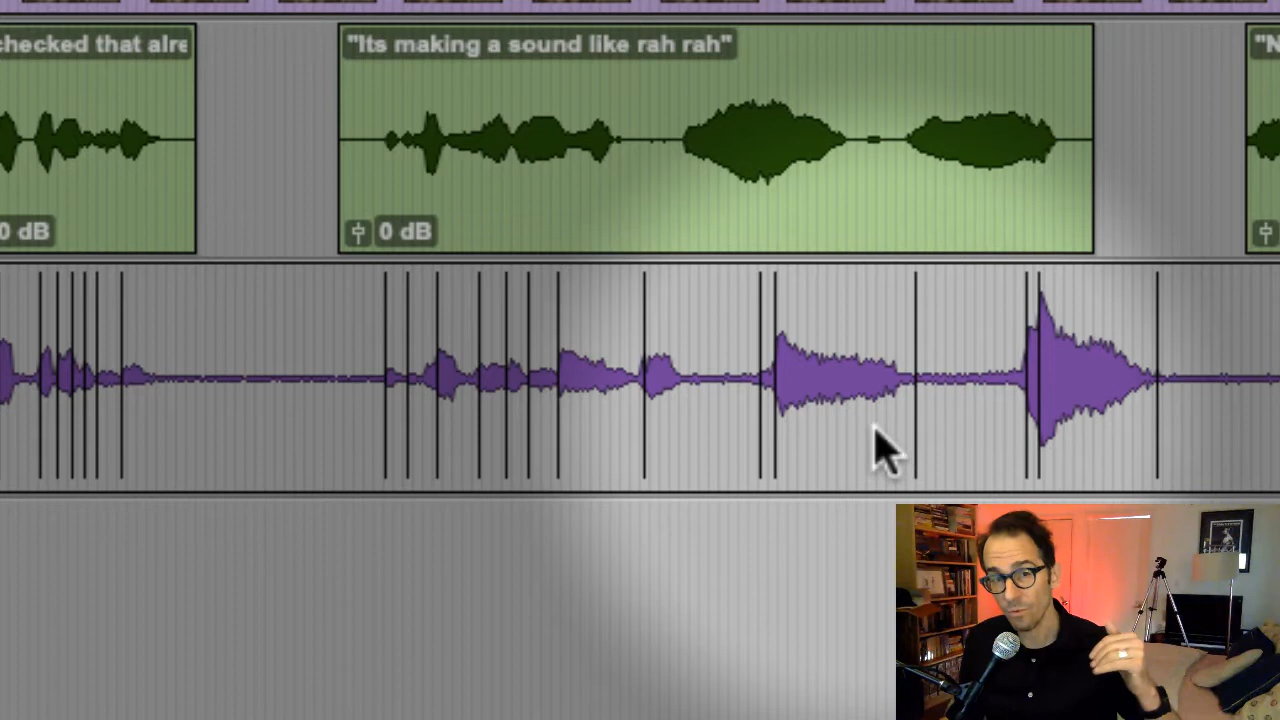 checked that alre
"Its making a sound like rah rah"
"N
0 dB
0 dB